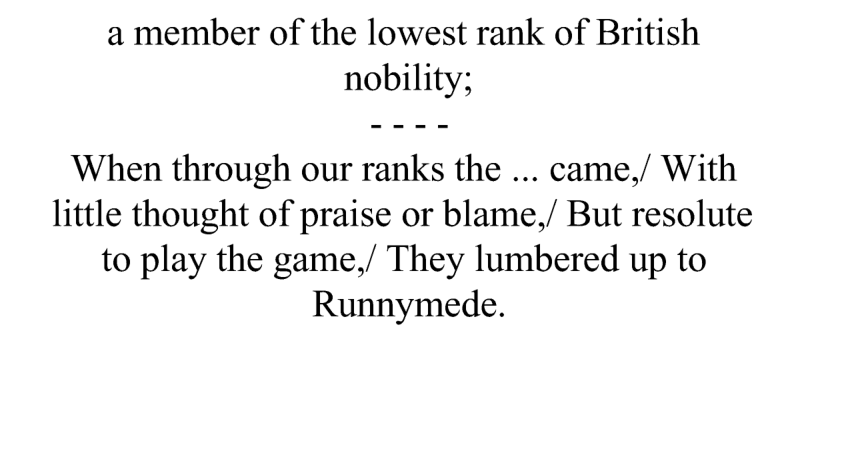 a member of the lowest rank of British
nobility;
- - - -
When through our ranks the ... came,/ With
little thought of praise or blame,/ But resolute
to play the game,/ They lumbered up to
Runnymede.